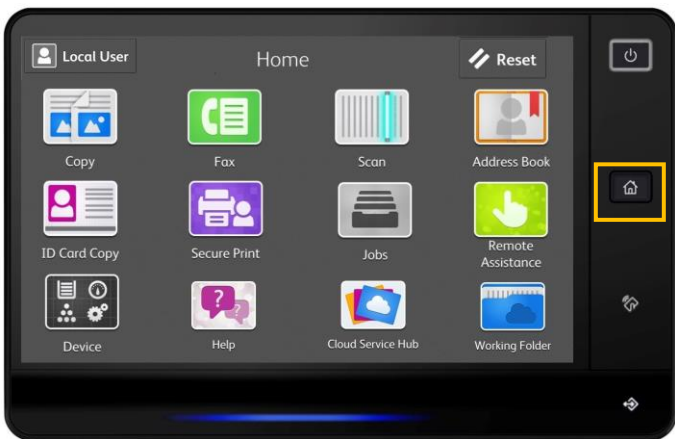 Local User
Home
Reset
Copy
Fax
Scan
Address Book
ID Card Copy
Secure Print
Jobs
Remote
Assistance
Device
Help
Cloud Service Hub
Working Folder